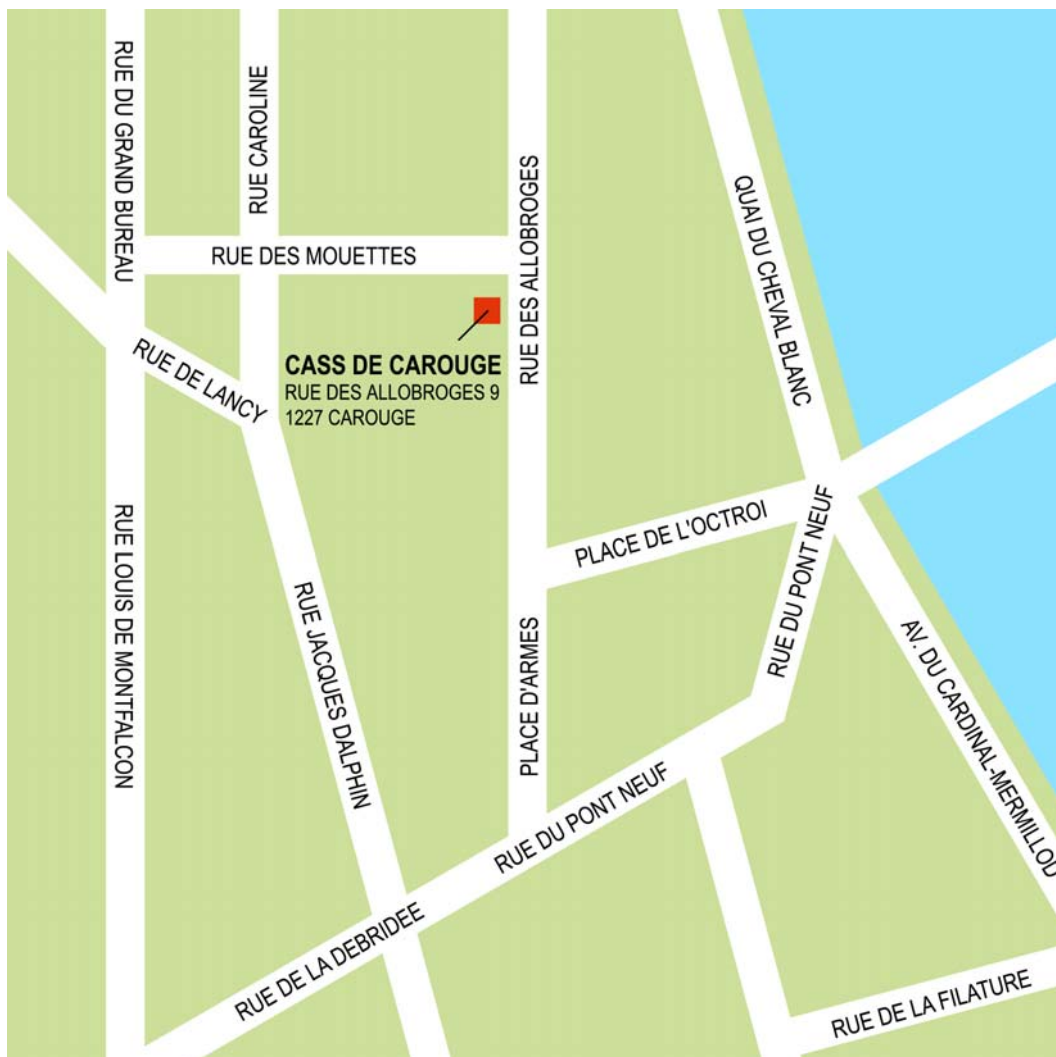 RUE DU GRAND BUREAU
RUE CAROLINE
RUE DES ALLOBROGES
QUAI DU CHEVAL BLANC
RUE DES MOUETTES
RUE DE LANCY
CASS DE CAROUGE
RUE DES ALLOBROGES 9
1227 CAROUGE
RUE LOUIS DE MONTFALCON
RUE JACQUES DALPHIN
PLACE DE L'OCTROI
PLACE D'ARMES
RUE DU PONT NEUF
AV. DU CARDINAL-MERMILLOD
RUE DU PONT NEUF
RUE DE LA DEBRIDEE
RUE DE LA FILATURE